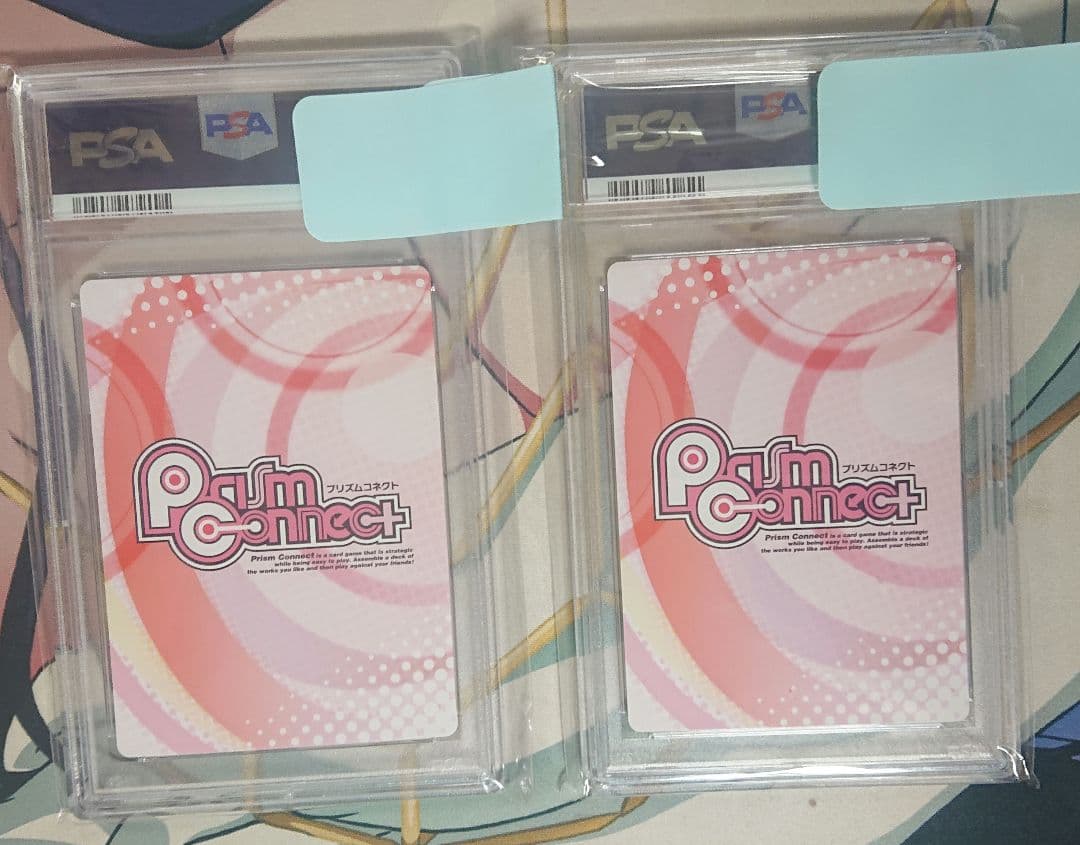 PSA
PSA
PSA
PSA
Prism
プリズムコネクト
Connect
Prism Connect is a card game that is strategic
while being easy to play. Assemble a deck of
the works you like and then play against your friends!
Prism
プリズムコネクト
Connect
Prism Connect is a card game that is strategic
while being easy to play. Assemble a deck of
the works you like and then play against your friends!